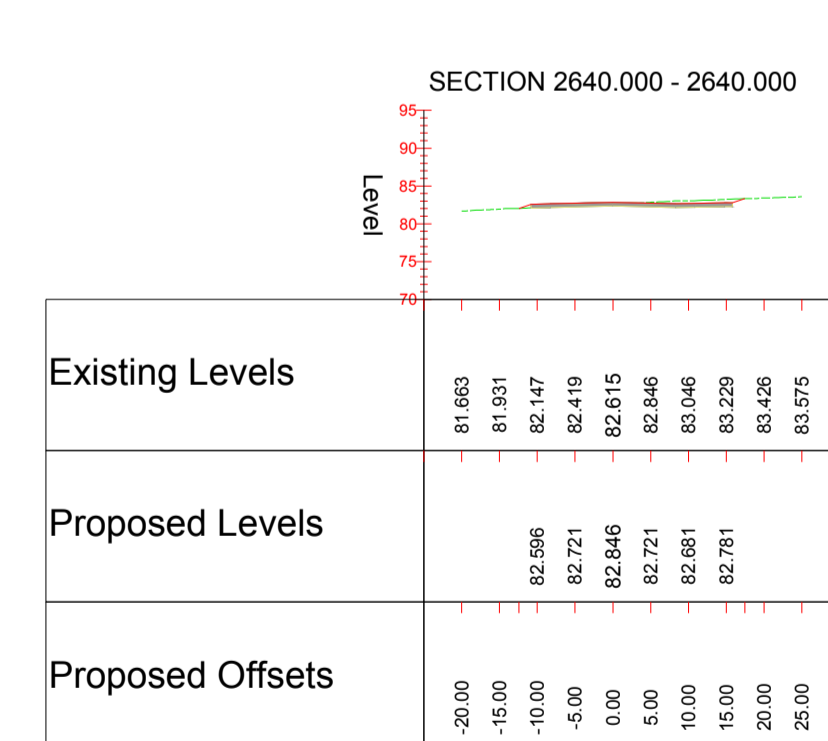 SECTION 2640.000 - 2640.000
95
90
85
80
75
70
Level
Existing Levels
81.663 81.931 82.147 82.419 82.615 82.846 83.046 83.229 83.426 83.575
Proposed Levels
82.596 82.721 82.846 82.721 82.681 82.781
Proposed Offsets
-20.00 -15.00 -10.00 -5.00 0.00 5.00 10.00 15.00 20.00 25.00